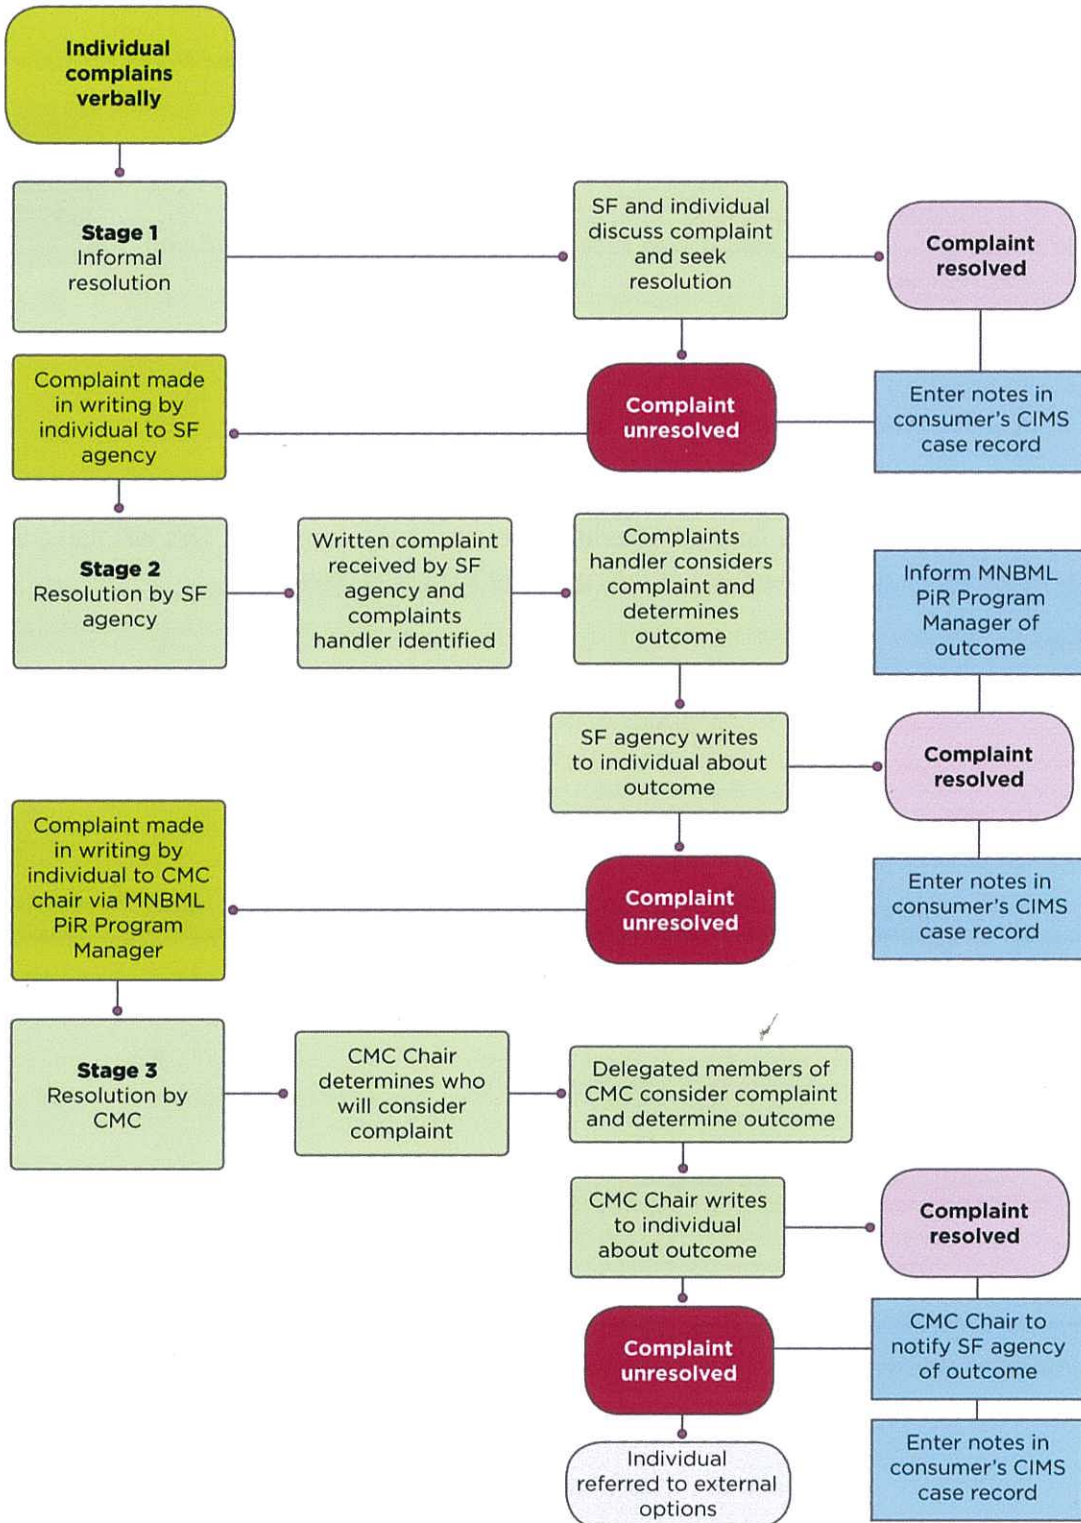 Individual
complains
verbally
Stage 1
Informal
resolution
SF and individual
discuss complaint
and seek
resolution
Complaint
resolved
Complaint made
in writing by
individual to SF
agency
Complaint
unresolved
Enter notes in
consumer's CIMS
case record
Stage 2
Resolution by SF
agency
Written complaint
received by SF
agency and
complaints
handler identified
Complaints
handler considers
complaint and
determines
outcome
Inform MNBML
PiR Program
Manager of
outcome
SF agency writes
to individual about
outcome
Complaint
resolved
Complaint made
in writing by
individual to CMC
chair via MNBML
PiR Program
Manager
Complaint
unresolved
Enter notes in
consumer's CIMS
case record
Stage 3
Resolution by
CMC
CMC Chair
determines who
will consider
complaint
Delegated members of
CMC consider complaint
and determine outcome
CMC Chair writes
to individual
about outcome
Complaint
resolved
Complaint
unresolved
CMC Chair to
notify SF agency
of outcome
Individual
referred to external
options
Enter notes in
consumer's CIMS
case record